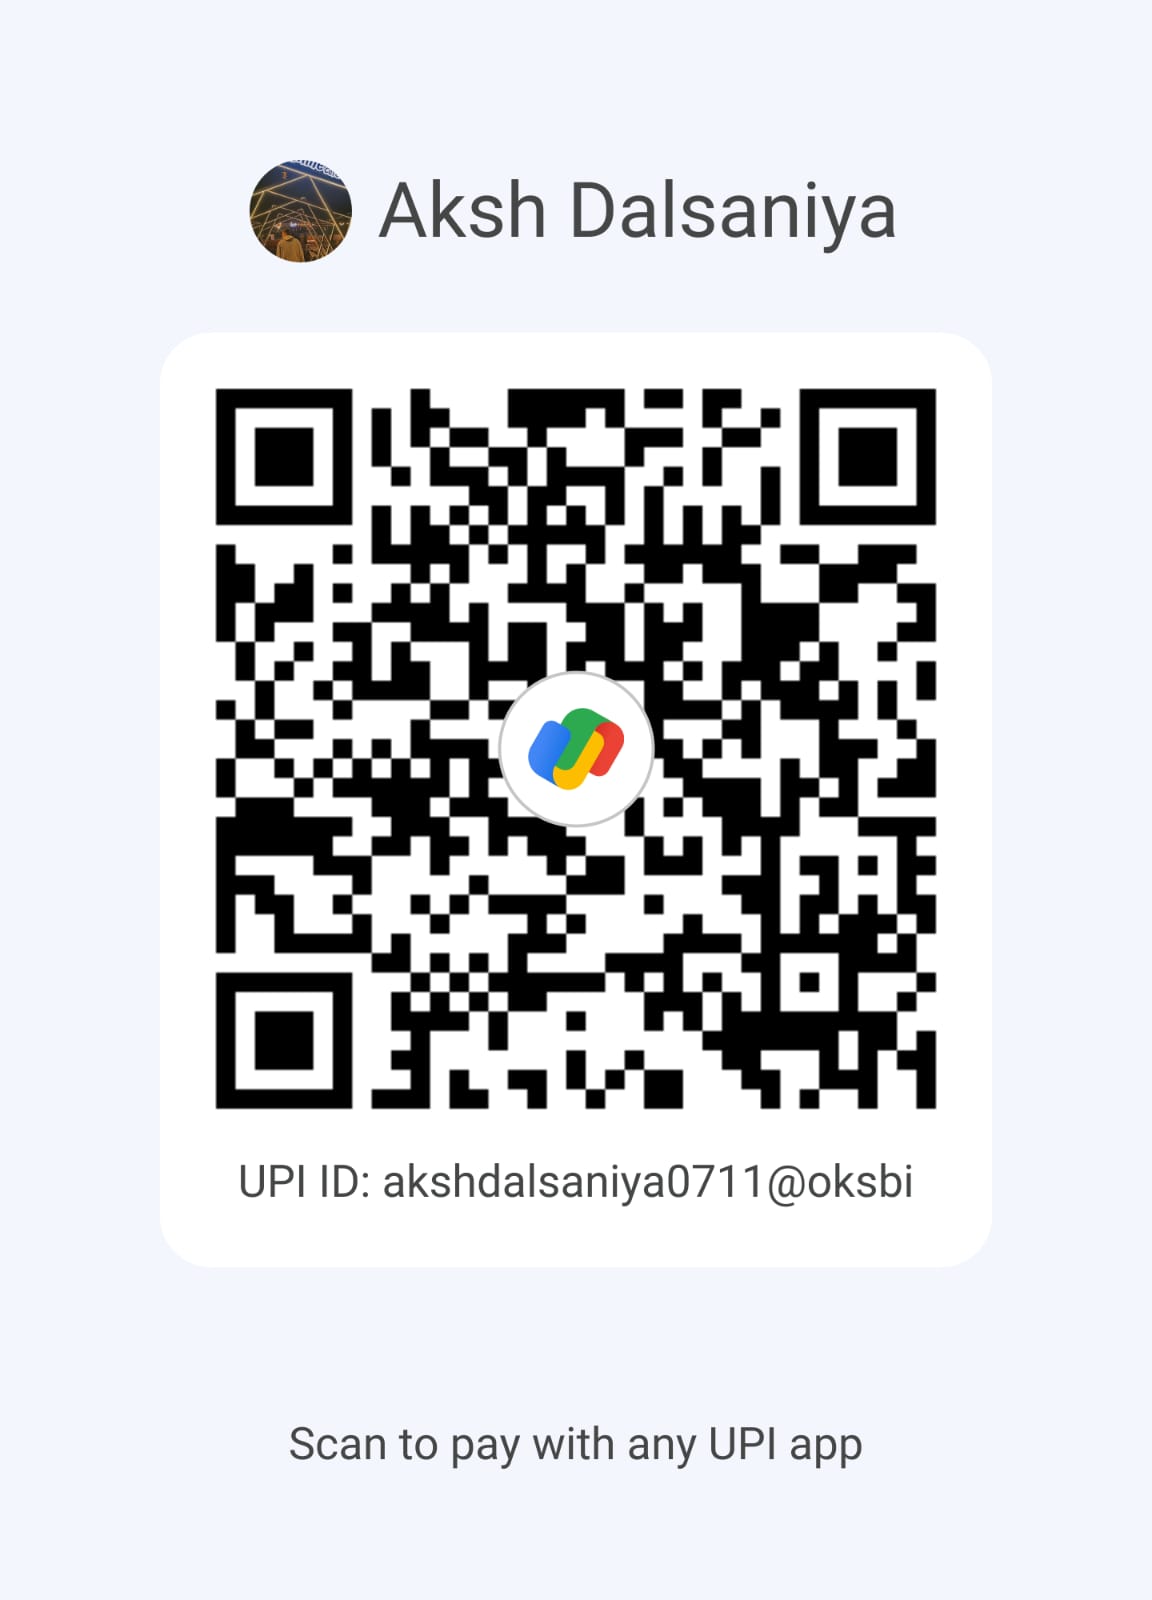 Aksh Dalsaniya
UPI ID: akshdalsaniya0711@oksbi
Scan to pay with any UPI app